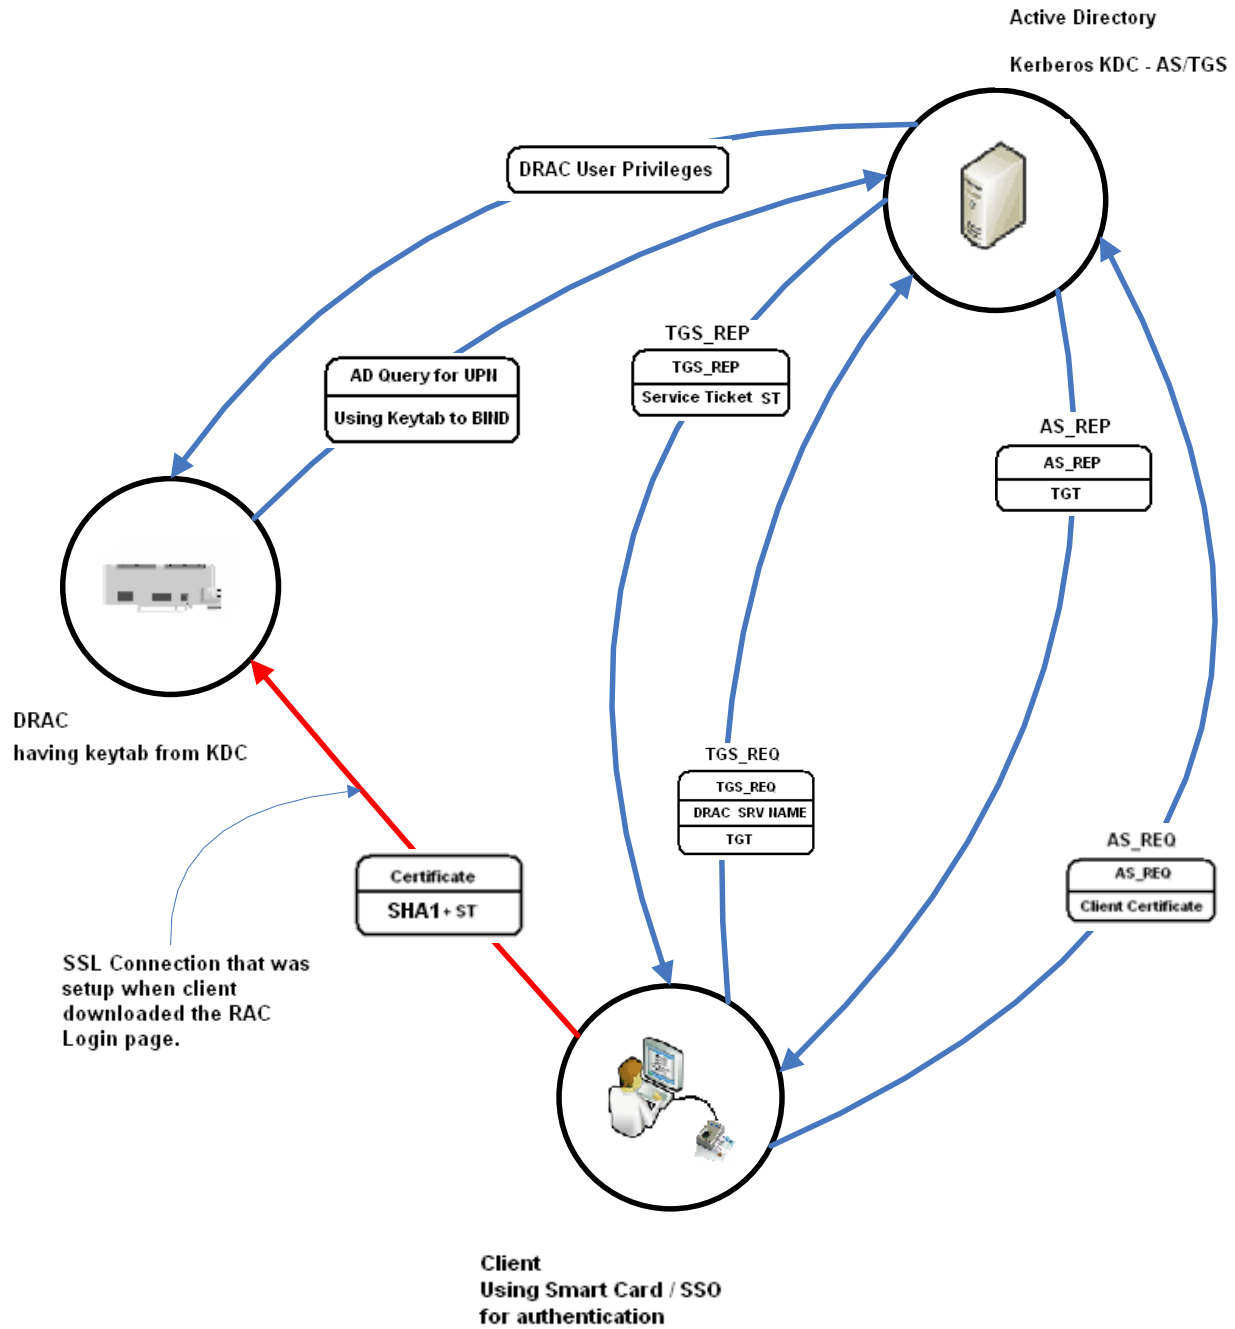 Active Directory
Kerberos KDC - AS/TGS
DRAC User Privileges
TGS_REP
TGS_REP
Service Ticket ST
AD Query for UPN
Using Keytab to BIND
AS_REP
AS_REP
TGT
DRAC
having keytab from KDC
TGS_REQ
TGS_REQ
DRAC SRV NAME
TGT
AS_REQ
AS_REQ
Client Certificate
Certificate
SHA1 + ST
SSL Connection that was
setup when client
downloaded the RAC
Login page.
Client
Using Smart Card / SSO
for authentication